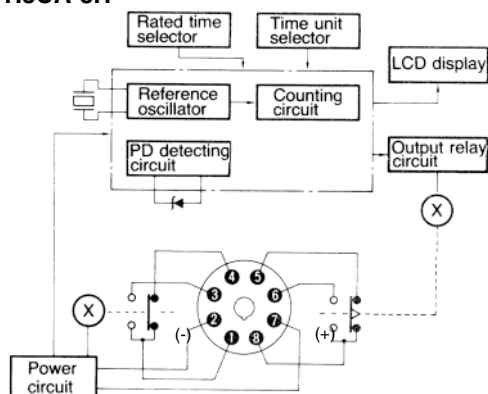 Rated time
selector
Time unit
selector
LCD display
Reference
oscillator
Counting
circuit
PD detecting
circuit
Output relay
circuit
X
4
5
3
6
X
2
7
(-)
(+)
1
8
Power
circuit